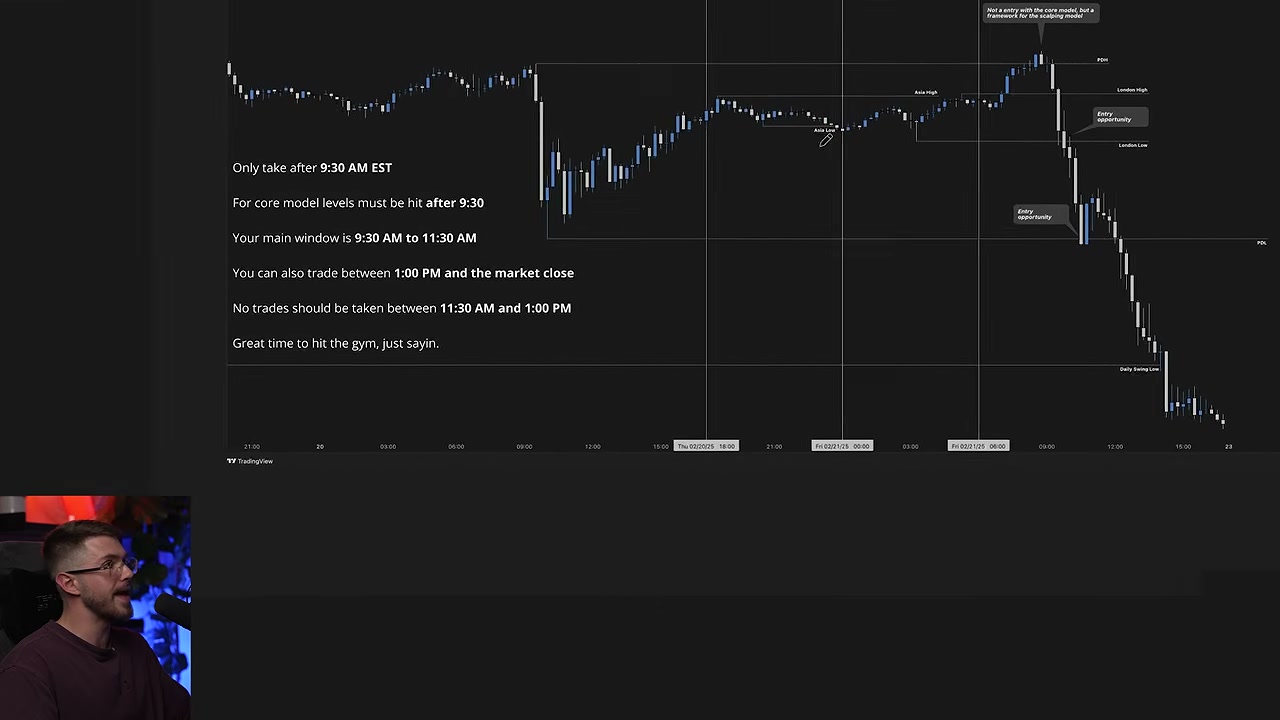 Not a entry with the core model, but a
framework for the scalping model
PDH
Asia High
London High
Entry
opportunity
Asia Low
London Low
Only take after 9:30 AM EST
For core model levels must be hit after 9:30
Entry
opportunity
Your main window is 9:30 AM to 11:30 AM
PDL
You can also trade between 1:00 PM and the market close
No trades should be taken between 11:30 AM and 1:00 PM
Great time to hit the gym, just sayin.
Daily Swing Low
21:00 20 03:00 06:00 09:00 12:00 15:00 Thu 02/20/25 18:00 21:00 Fri 02/21/25 00:00 03:00 Fri 02/21/25 06:00 09:00 12:00 15:00 23
TradingView